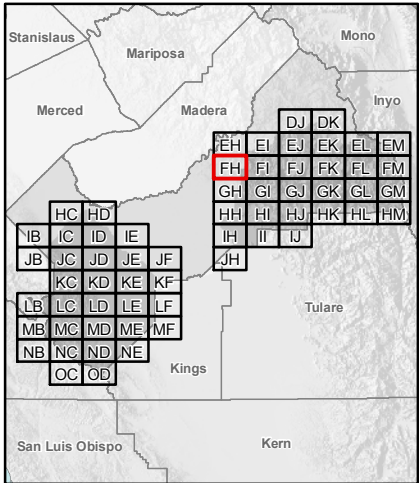 Stanislaus
Mono
Mariposa
Merced
Madera
Inyo
DJ DK
EH EI EJ EK EL EM
FH FI FJ FK FL FM
GH GI GJ GK GL GM
HC HD HH HI HJ HK HL HM
IB IC ID IE IH II IJ
JB JC JD JE JF JH
KC KD KE KF
Tulare
LB LC LD LE LF
MB MC MD ME MF
NB NC ND NE
Kings
OC OD
San Luis Obispo
Kern